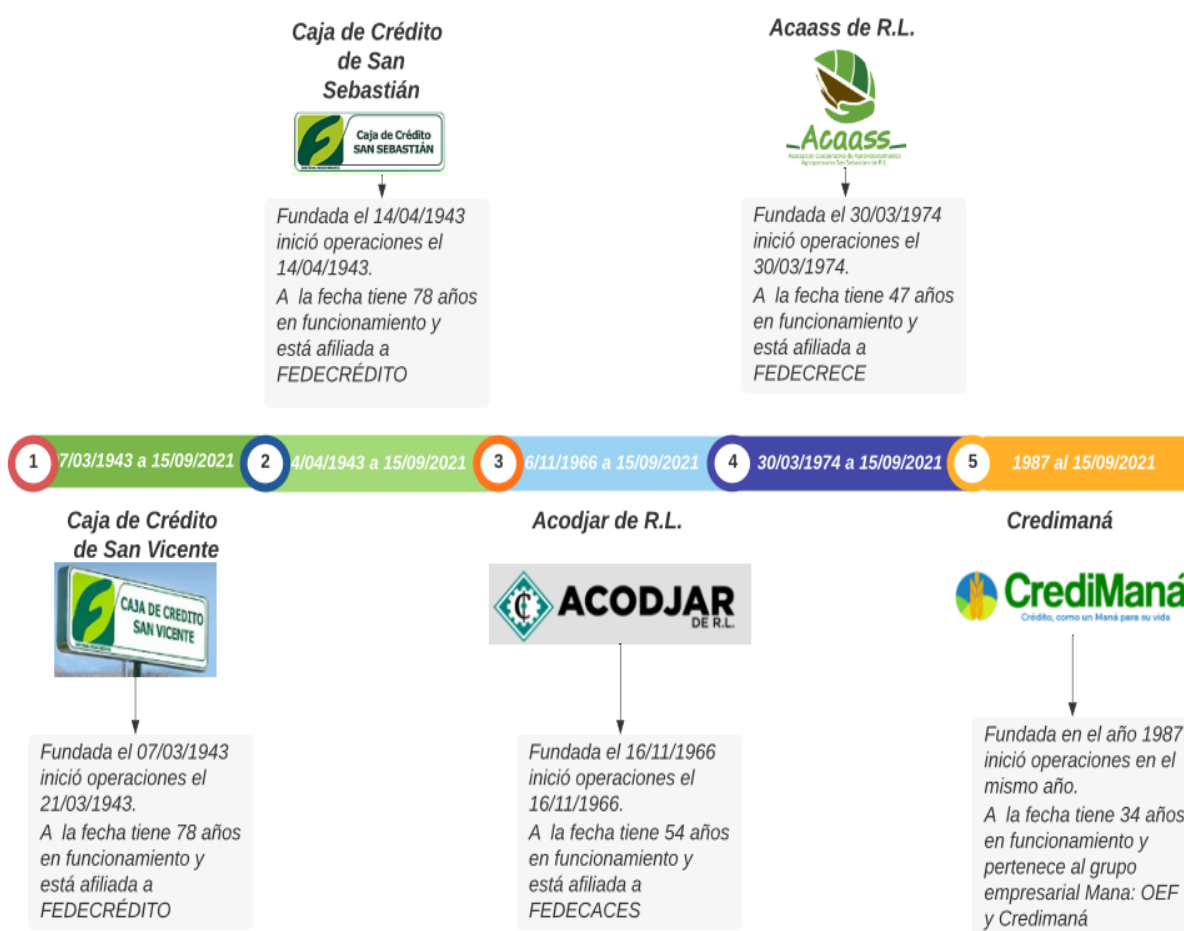 Caja de Crédito
de San
Sebastián
Caja de Crédito
SAN SEBASTIÁN
Fundada el 14/04/1943
inició operaciones el
14/04/1943.
A la fecha tiene 78 años
en funcionamiento y
está afiliada a
FEDECRÉDITO
Acaass de R.L.
Acaass
Asociación Cooperativa de Aprovisionamiento
Agropecuario San Sebastián de R.L.
Fundada el 30/03/1974
inició operaciones el
30/03/1974.
A la fecha tiene 47 años
en funcionamiento y
está afiliada a
FEDECRECE
1
7/03/1943 a 15/09/2021
2
4/04/1943 a 15/09/2021
3
6/11/1966 a 15/09/2021
4
30/03/1974 a 15/09/2021
5
1987 al 15/09/2021
Caja de Crédito
de San Vicente
CAJA DE CREDITO
SAN VICENTE
Fundada el 07/03/1943
inició operaciones el
21/03/1943.
A la fecha tiene 78 años
en funcionamiento y
está afiliada a
FEDECRÉDITO
Acodjar de R.L.
ACODJAR
DE R.L.
Fundada el 16/11/1966
inició operaciones el
16/11/1966.
A la fecha tiene 54 años
en funcionamiento y
está afiliada a
FEDECACES
Credimaná
CrediManá
Crédito, como un Maná para su vida
Fundada en el año 1987
inició operaciones en el
mismo año.
A la fecha tiene 34 años
en funcionamiento y
pertenece al grupo
empresarial Mana: OEF
y Credimaná